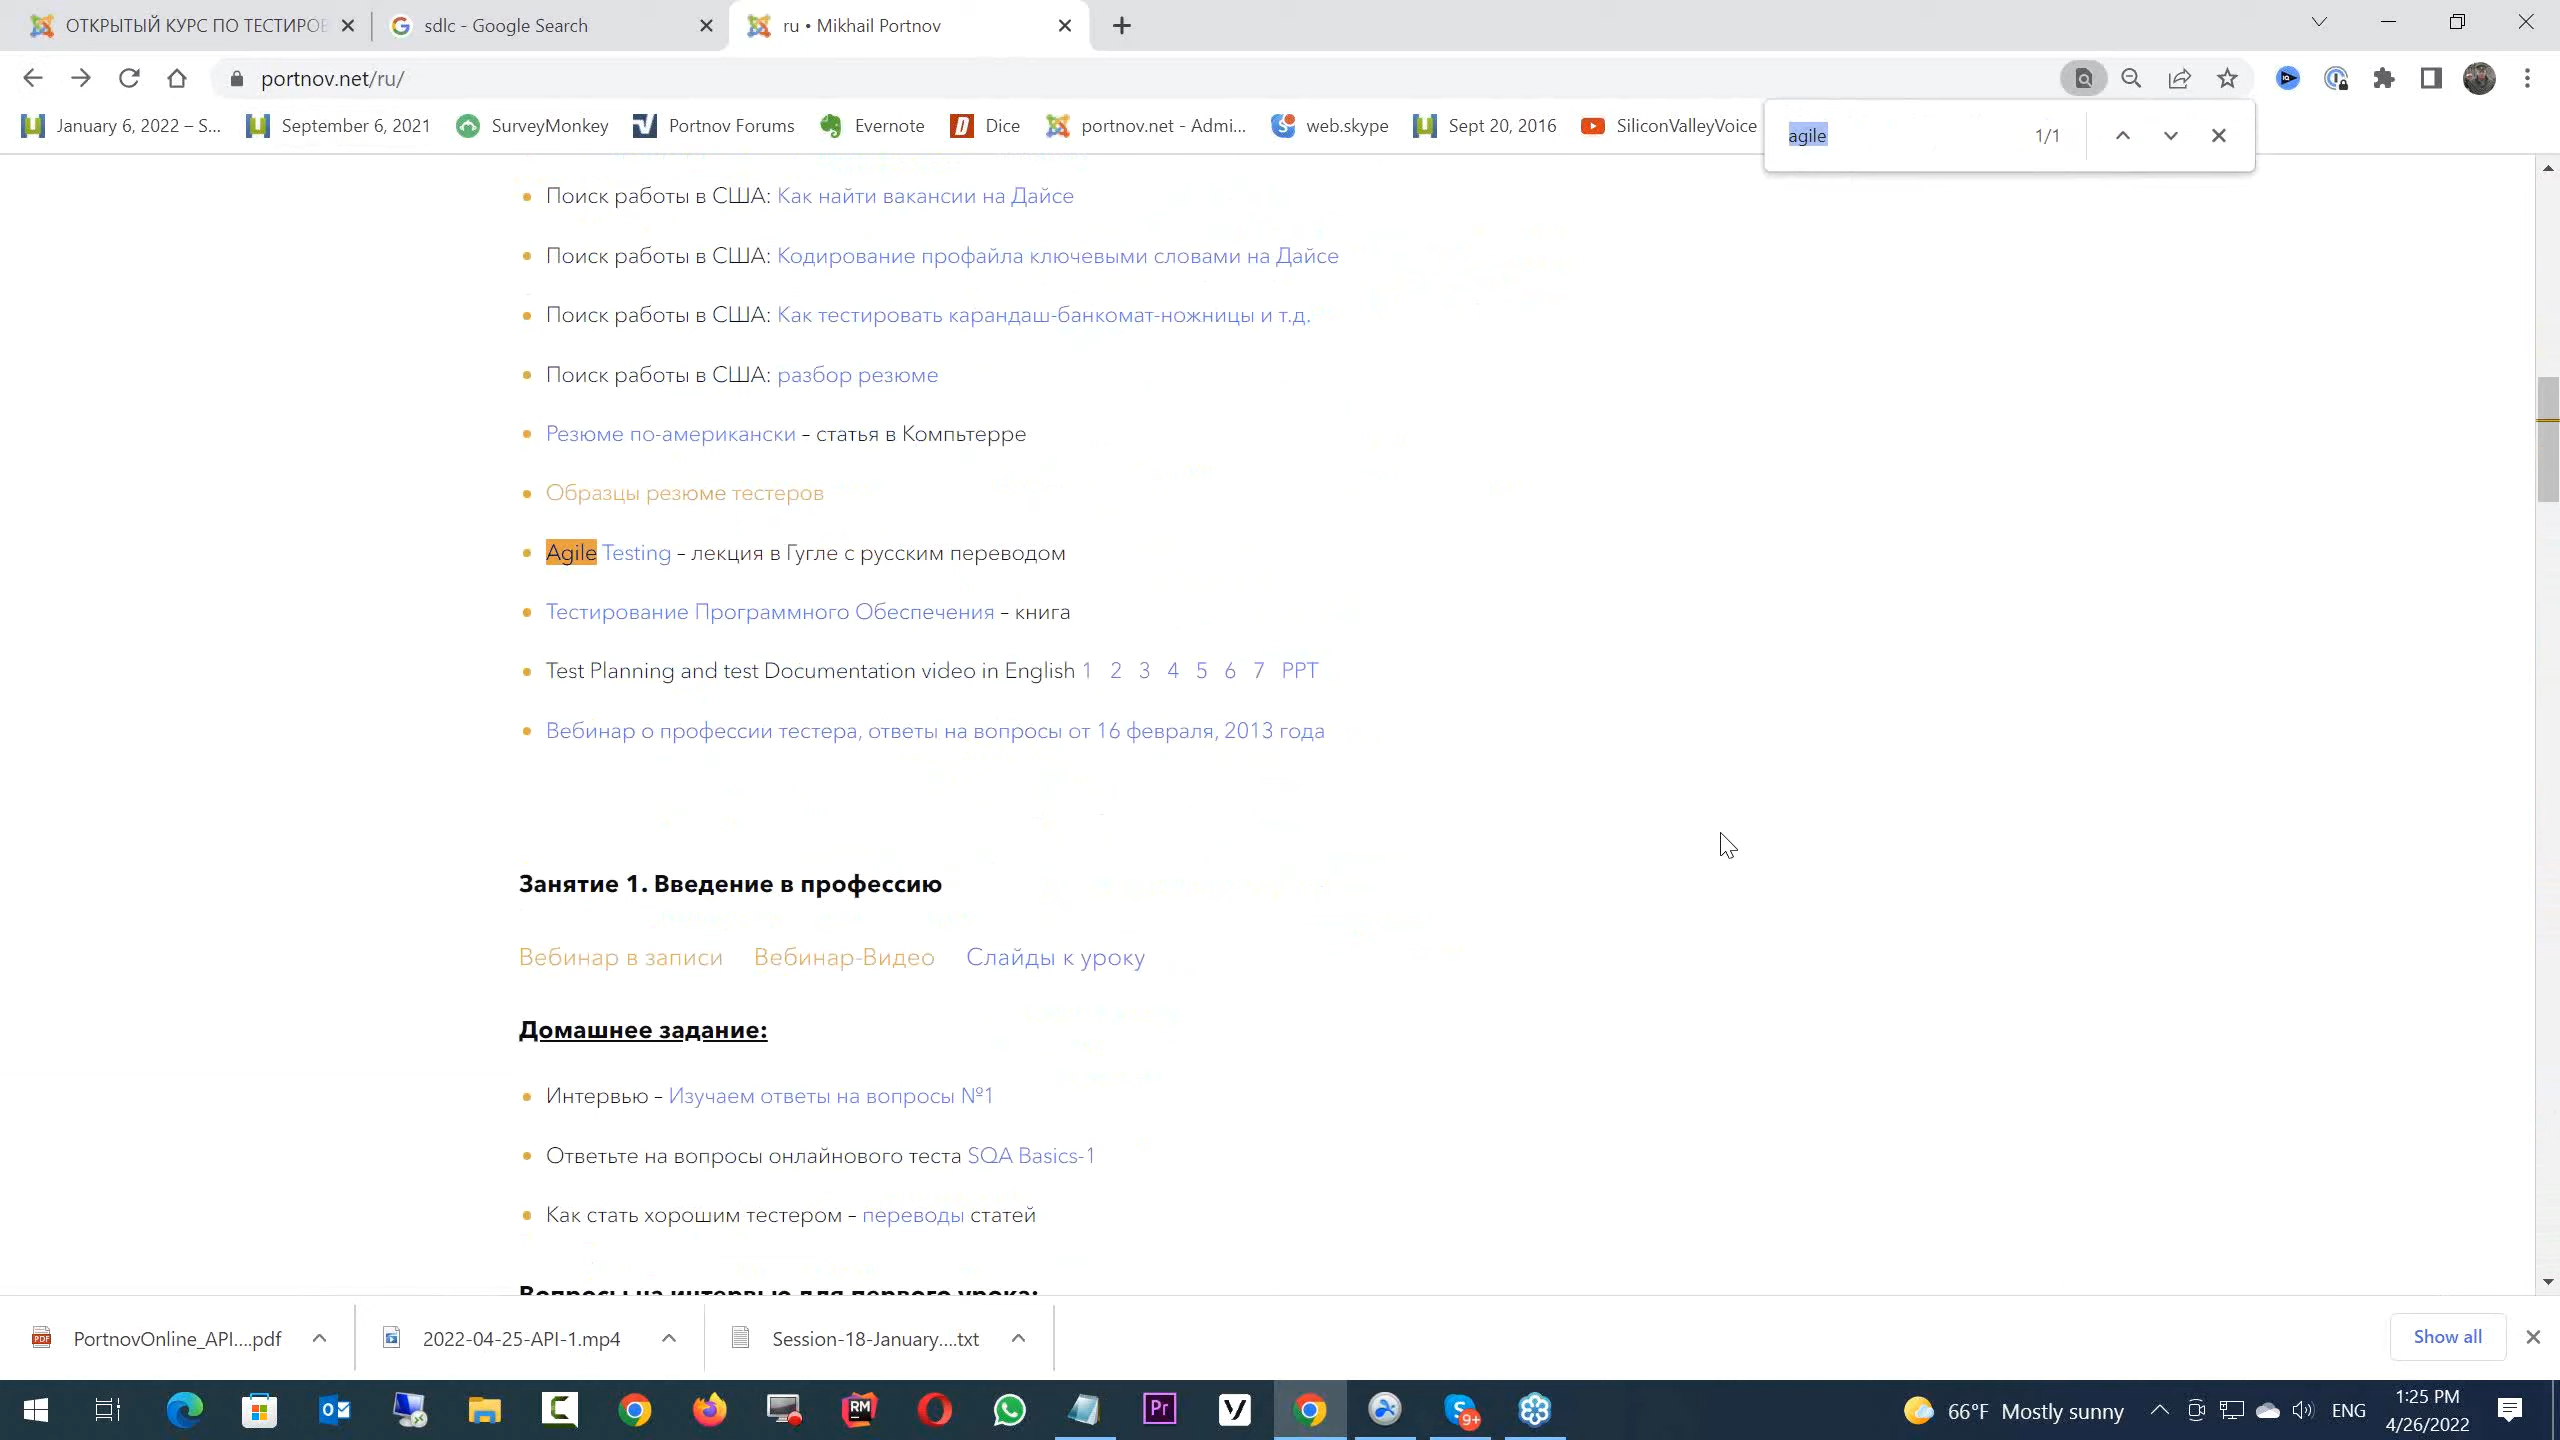 ОТКРЫТЫЙ КУРС ПО ТЕСТИРОВ
sdlc - Google Search
ru • Mikhail Portnov
portnov.net/ru/
January 6, 2022 – S...
September 6, 2021
SurveyMonkey
Portnov Forums
Evernote
Dice
portnov.net - Admi...
web.skype
Sept 20, 2016
SiliconValleyVoice
agile
1/1
Поиск работы в США: Как найти вакансии на Дайсе
Поиск работы в США: Кодирование профайла ключевыми словами на Дайсе
Поиск работы в США: Как тестировать карандаш-банкомат-ножницы и т.д.
Поиск работы в США: разбор резюме
Резюме по-американски – статья в Компьтерре
Образцы резюме тестеров
Agile Testing – лекция в Гугле с русским переводом
Тестирование Программного Обеспечения – книга
Test Planning and test Documentation video in English 1 2 3 4 5 6 7 PPT
Вебинар о профессии тестера, ответы на вопросы от 16 февраля, 2013 года
Занятие 1. Введение в профессию
Вебинар в записи Вебинар-Видео Слайды к уроку
Домашнее задание:
Интервью – Изучаем ответы на вопросы №1
Ответьте на вопросы онлайнового теста SQA Basics-1
Как стать хорошим тестером – переводы статей
Вопросы на интервью для первого урока:
PortnovOnline_API....pdf
2022-04-25-API-1.mp4
Session-18-January....txt
Show all
66°F Mostly sunny
ENG
1:25 PM
4/26/2022